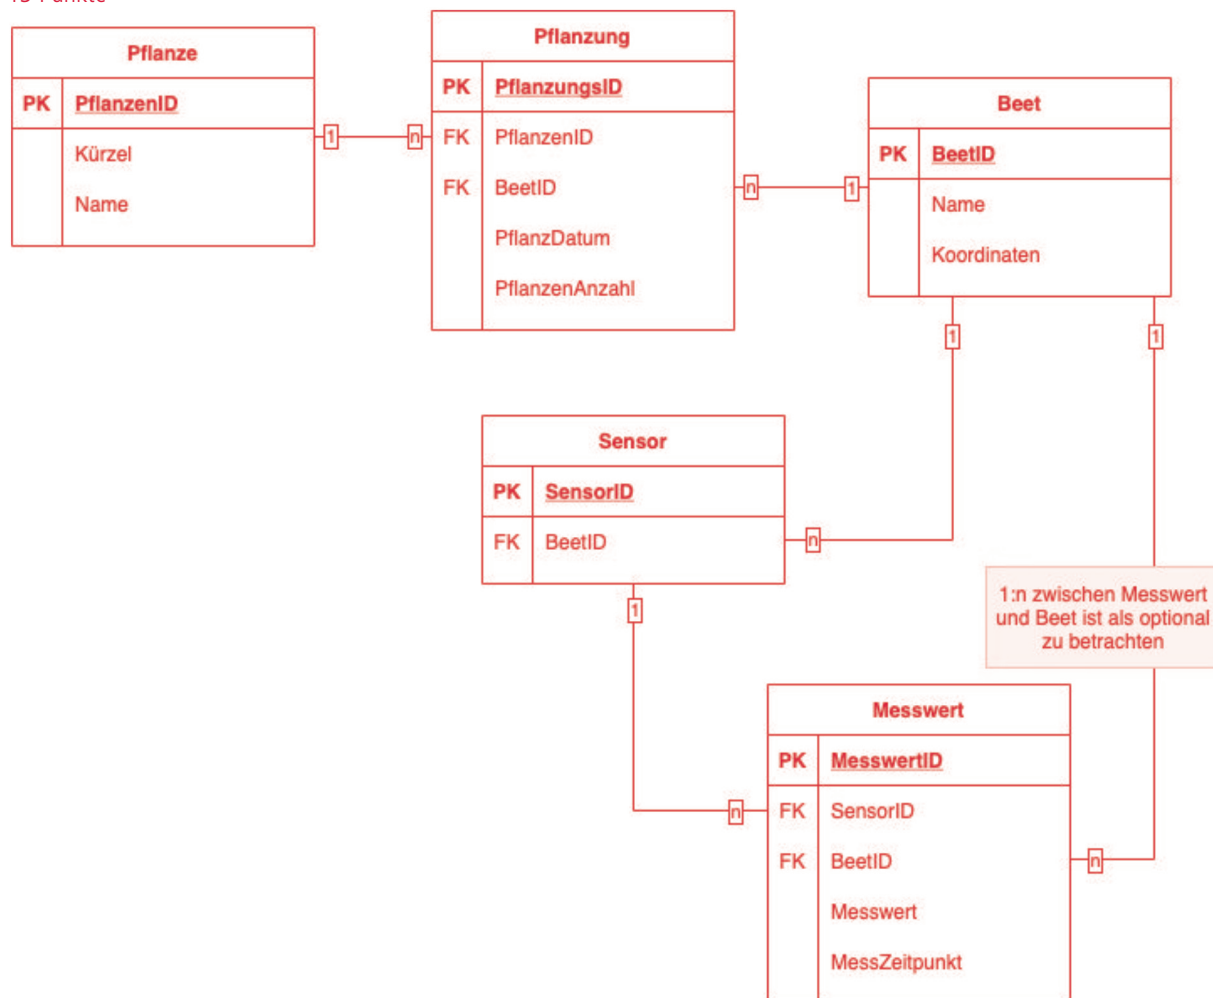 15 Punkte
Pflanze
PK PflanzenID
Kürzel
Name
1 n
Pflanzung
PK PflanzungsID
FK PflanzenID
FK BeetID
PflanzDatum
PflanzenAnzahl
n 1
Beet
PK BeetID
Name
Koordinaten
1 1
Sensor
PK SensorID
FK BeetID
n
1
1:n zwischen Messwert
und Beet ist als optional
zu betrachten
Messwert
PK MesswertID
n FK SensorID
FK BeetID n
Messwert
MessZeitpunkt